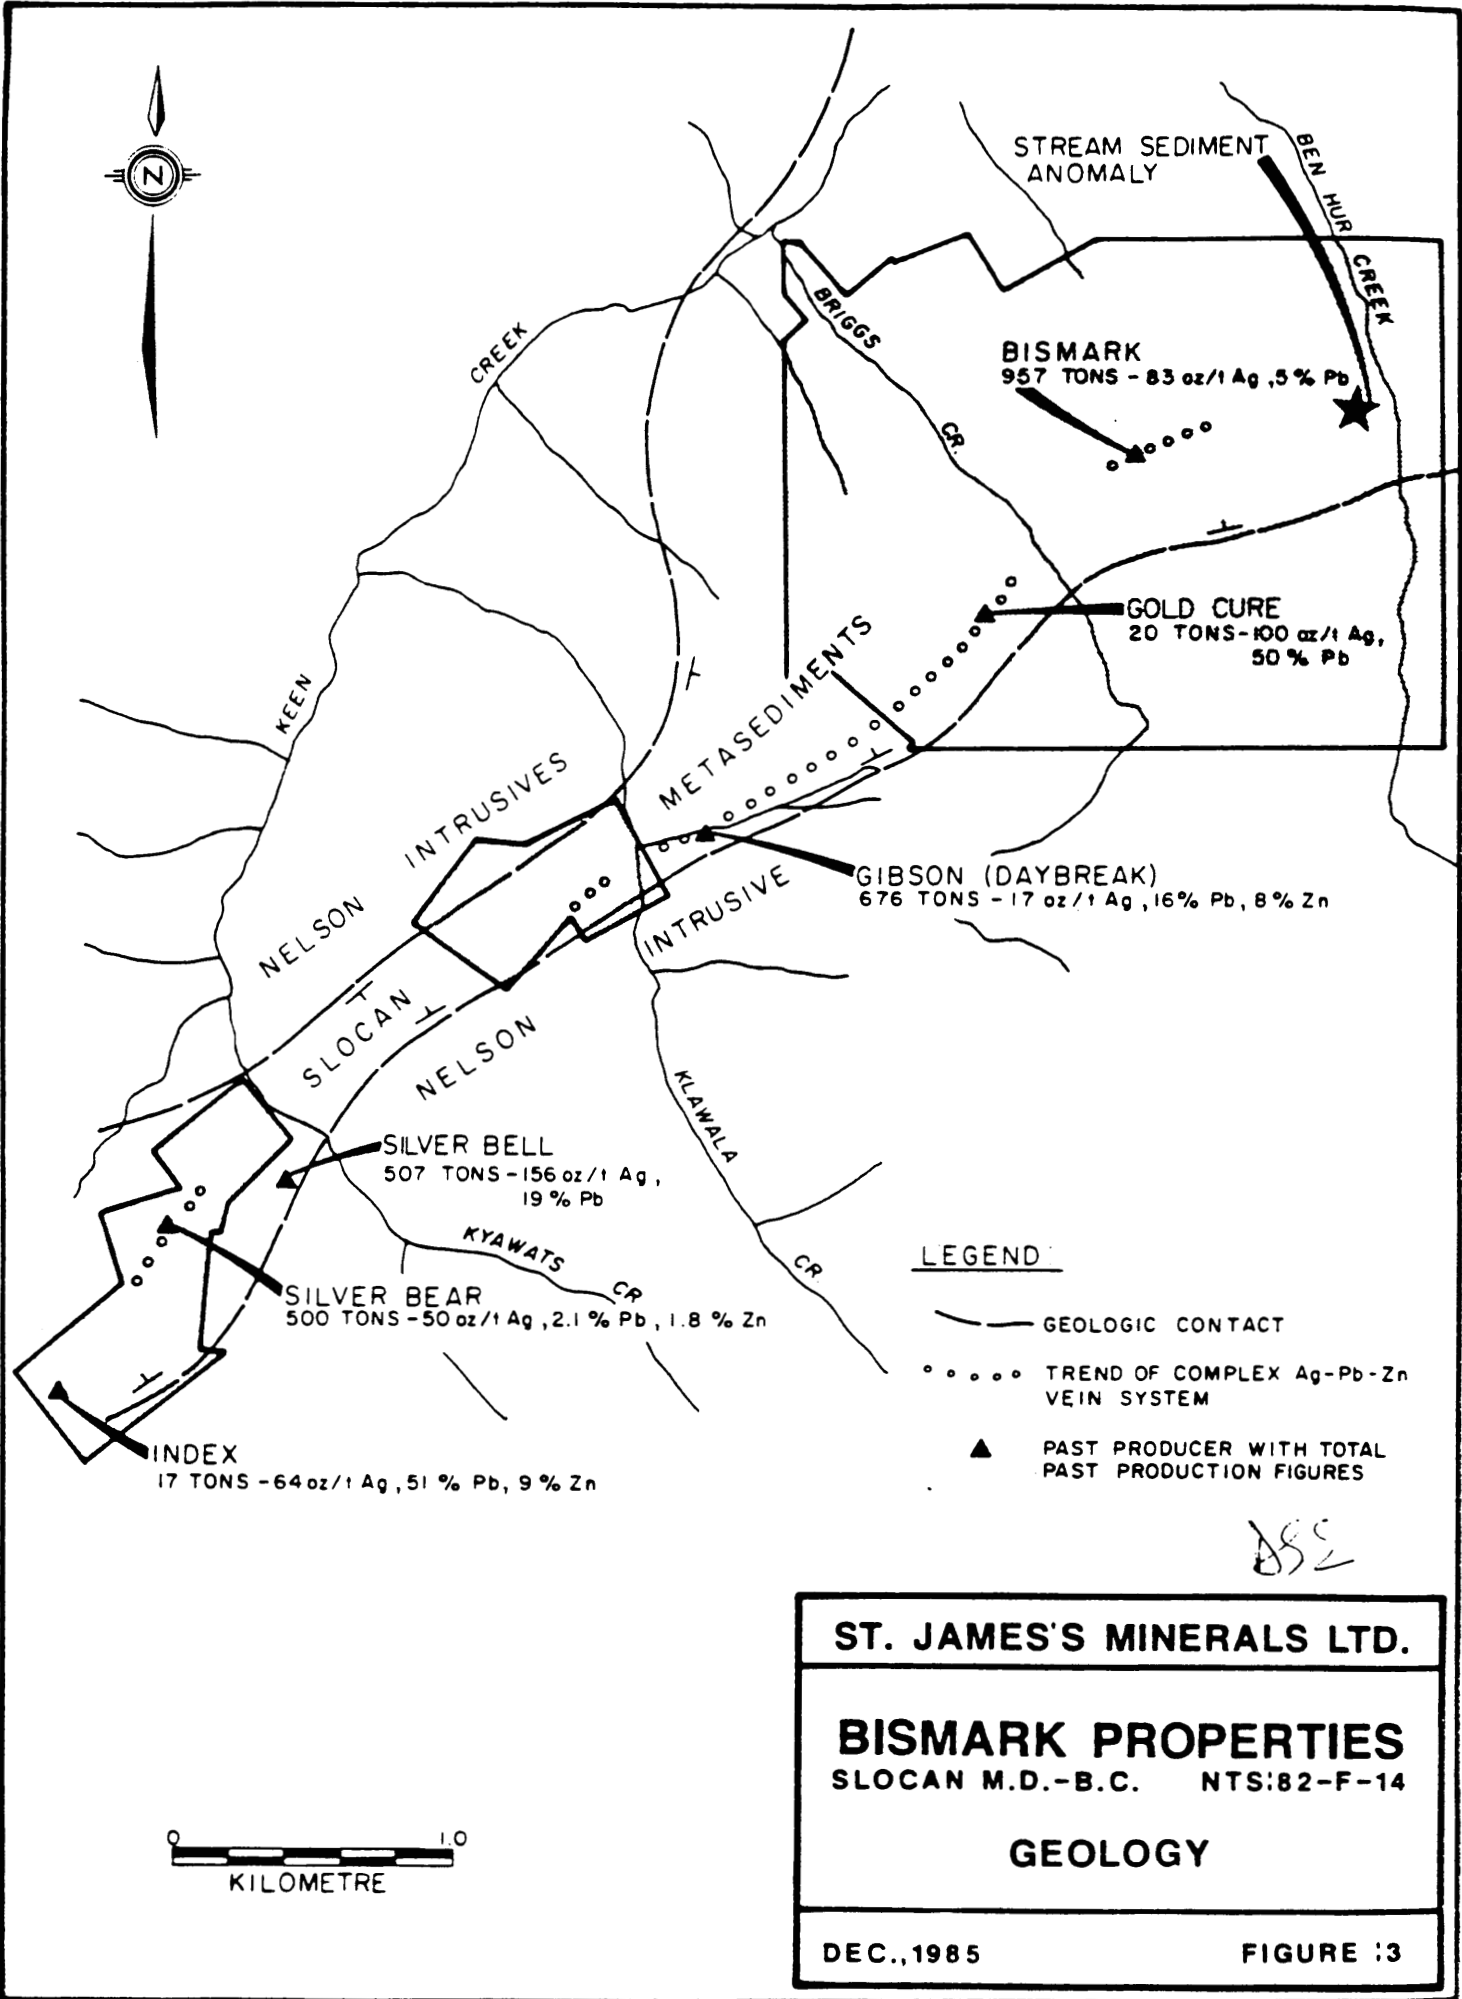 N
STREAM SEDIMENT
ANOMALY
BEN HUR CREEK
BRIGGS CR.
CREEK
KEEN
BISMARK
957 TONS - 83 oz/t Ag, 5% Pb
GOLD CURE
20 TONS-100 oz/t Ag,
50% Pb
METASEDIMENTS
INTRUSIVES
NELSON
SLOCAN
INTRUSIVE
NELSON
GIBSON (DAYBREAK)
676 TONS - 17 oz/t Ag, 16% Pb, 8% Zn
KLAWALA CR.
SILVER BELL
507 TONS-156 oz/t Ag,
19% Pb
KYAWATS CR
SILVER BEAR
500 TONS-50 oz/t Ag, 2.1% Pb, 1.8% Zn
INDEX
17 TONS-64 oz/t Ag, 51% Pb, 9% Zn
LEGEND:
GEOLOGIC CONTACT
TREND OF COMPLEX Ag-Pb-Zn
VEIN SYSTEM
PAST PRODUCER WITH TOTAL
PAST PRODUCTION FIGURES
ST. JAMES'S MINERALS LTD.
BISMARK PROPERTIES
SLOCAN M.D.-B.C. NTS:82-F-14
GEOLOGY
DEC.,1985 FIGURE :3
0 1.0
KILOMETRE